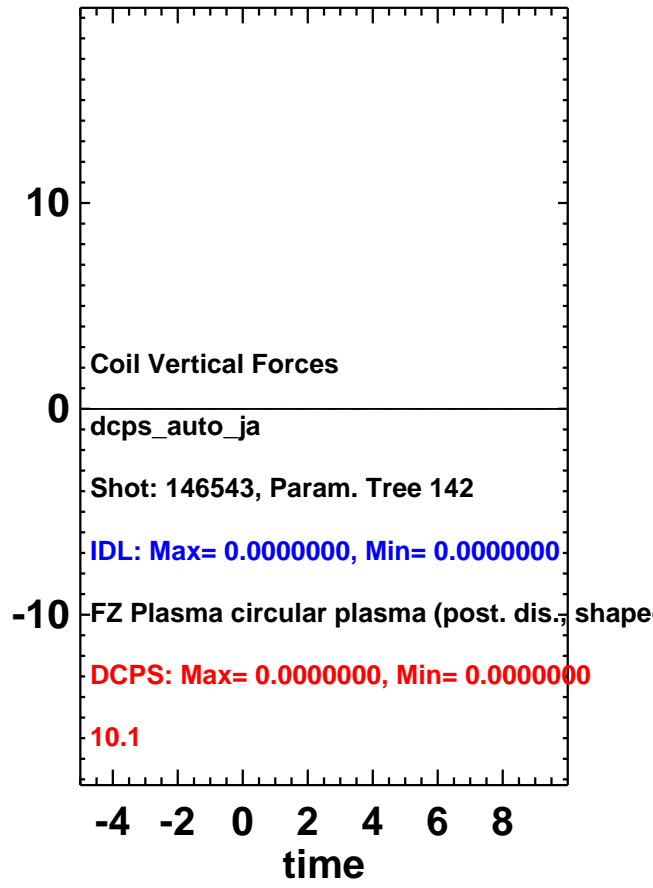 10
Coil Vertical Forces
0
dcps_auto_ja
Shot: 146543, Param. Tree 142
IDL: Max= 0.0000000, Min= 0.0000000
-10
FZ Plasma circular plasma (post. dis., shape
DCPS: Max= 0.0000000, Min= 0.0000000
10.1
-4 -2 0 2 4 6 8
time